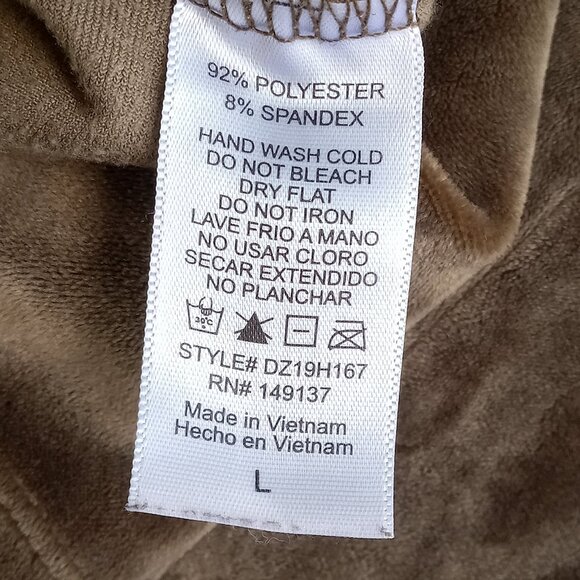 92% POLYESTER
8% SPANDEX
HAND WASH COLD
DO NOT BLEACH
DRY FLAT
DO NOT IRON
LAVE FRIO A MANO
NO USAR CLORO
SECAR EXTENDIDO
NO PLANCHAR
30°C
STYLE# DZ19H167
RN# 149137
Made in Vietnam
Hecho en Vietnam
L